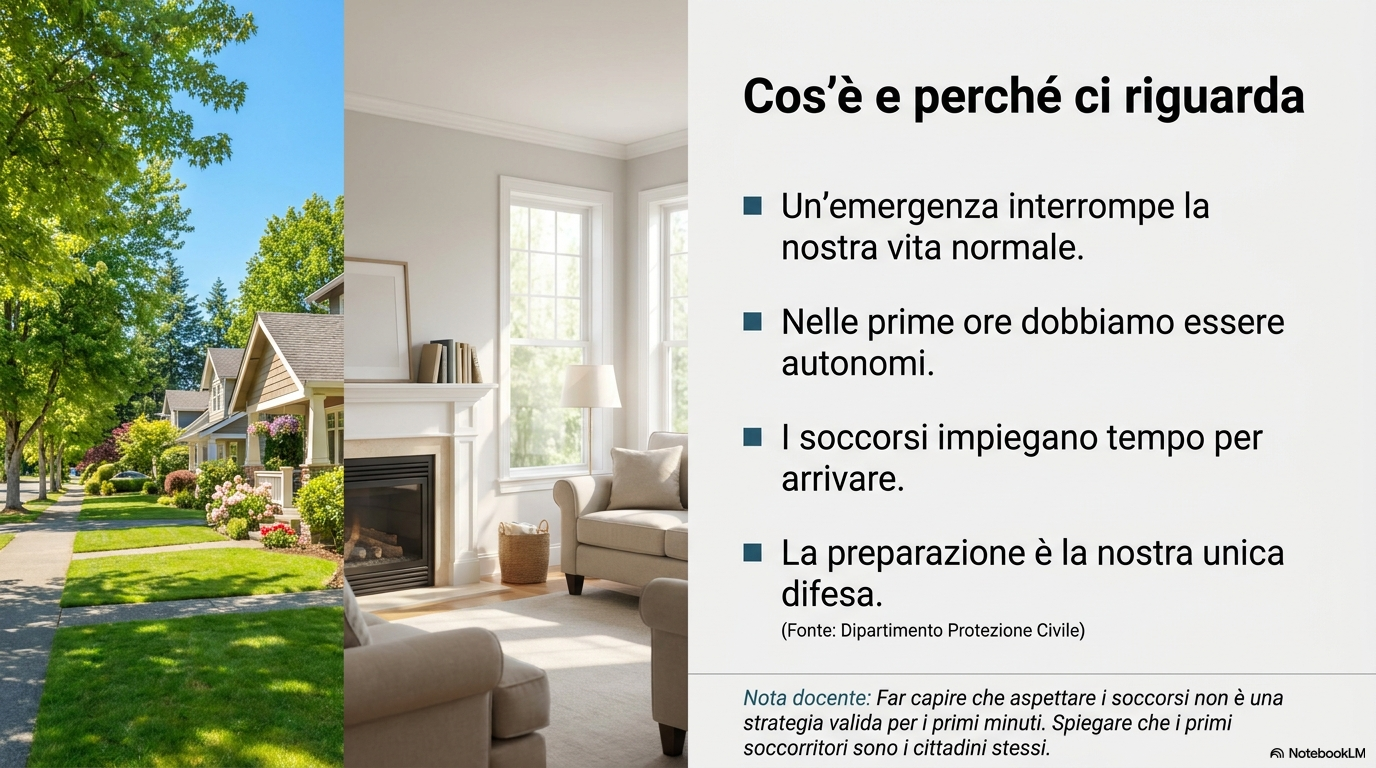 Cos’è e perché ci riguarda
Un’emergenza interrompe la
nostra vita normale.
Nelle prime ore dobbiamo essere
autonomi.
I soccorsi impiegano tempo per
arrivare.
La preparazione è la nostra unica
difesa.
(Fonte: Dipartimento Protezione Civile)
Nota docente: Far capire che aspettare i soccorsi non è una
strategia valida per i primi minuti. Spiegare che i primi
soccorritori sono i cittadini stessi.
NotebookLM